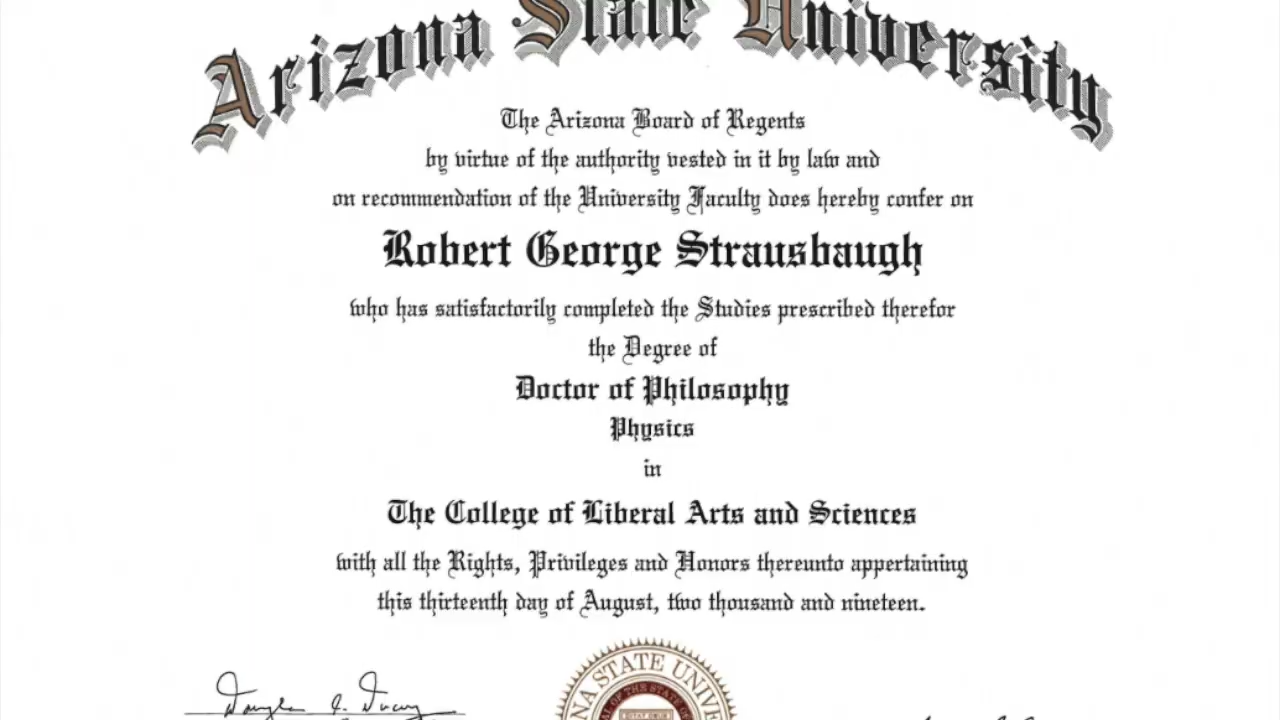 Arizona State University
The Arizona Board of Regents
by virtue of the authority vested in it by law and
on recommendation of the University Faculty does hereby confer on
Robert George Strausbaugh
who has satisfactorily completed the Studies prescribed therefor
the Degree of
Doctor of Philosophy
Physics
in
The College of Liberal Arts and Sciences
with all the Rights, Privileges and Honors thereunto appertaining
this thirteenth day of August, two thousand and nineteen.
STATE